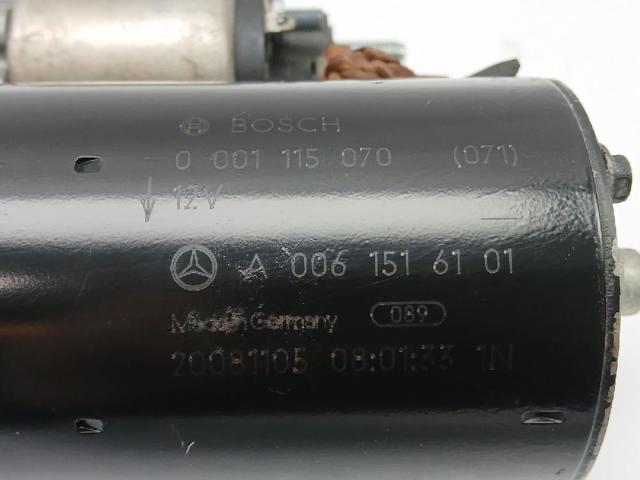 BOSCH
0 001 115 070 (071)
12V
A 006 151 61 01
Made in Germany 089
20081105 08:01:33 1N